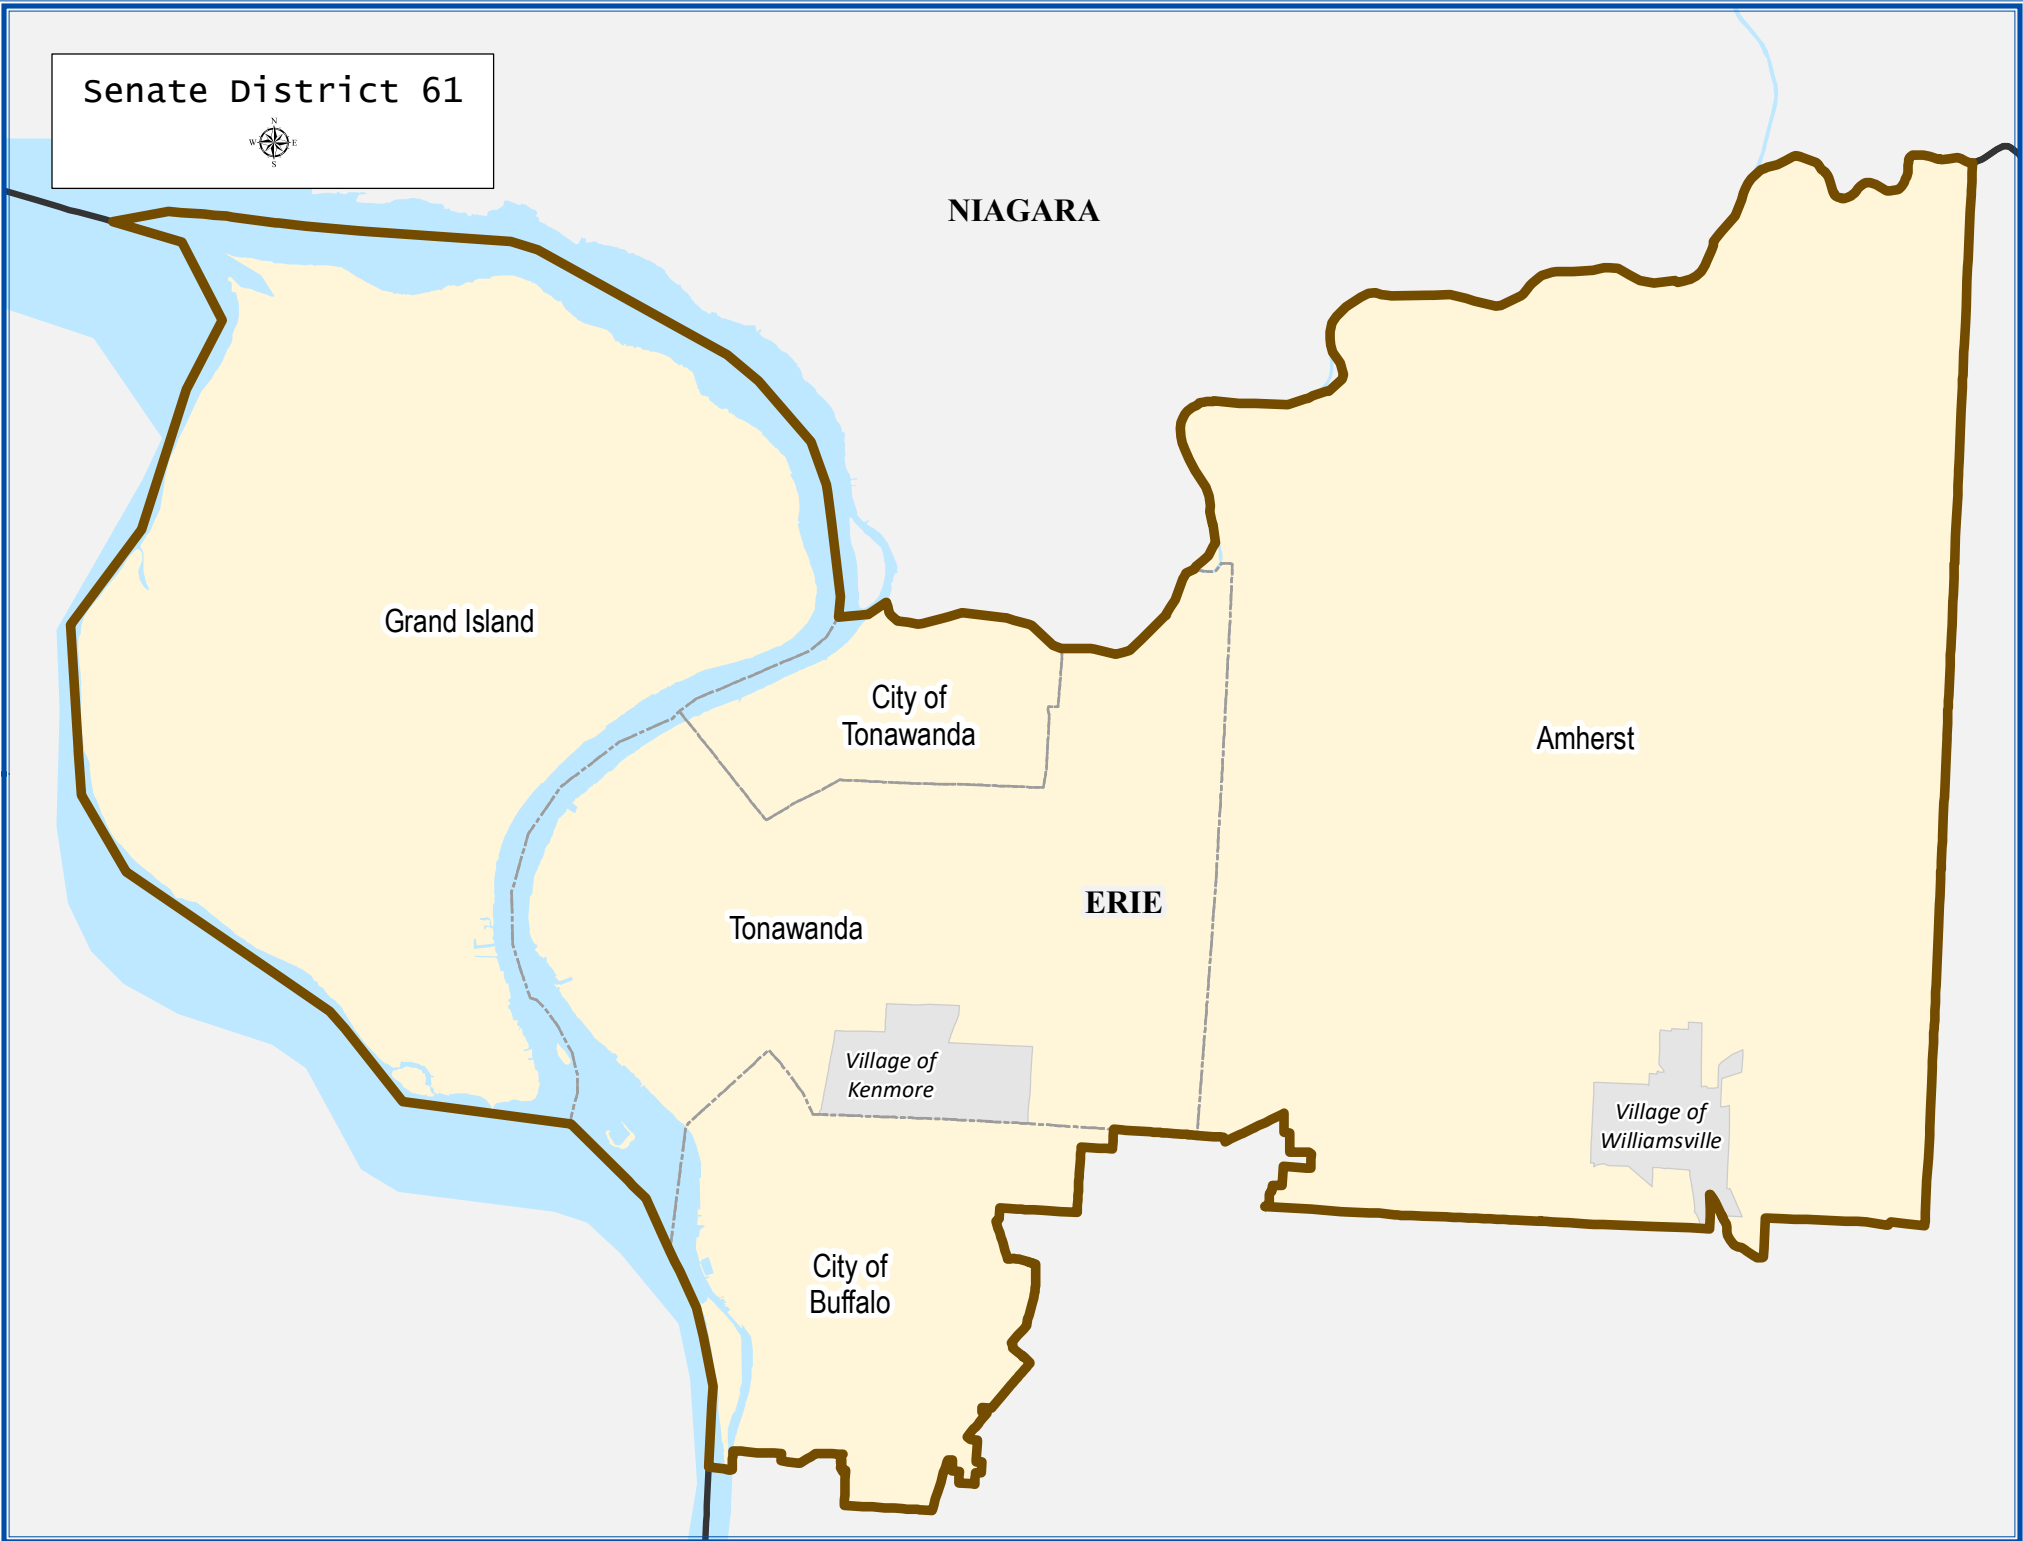 Senate District 61
N
W E
S
NIAGARA
Grand Island
City of
Tonawanda
Amherst
ERIE
Tonawanda
Village of
Kenmore
Village of
Williamsville
City of
Buffalo